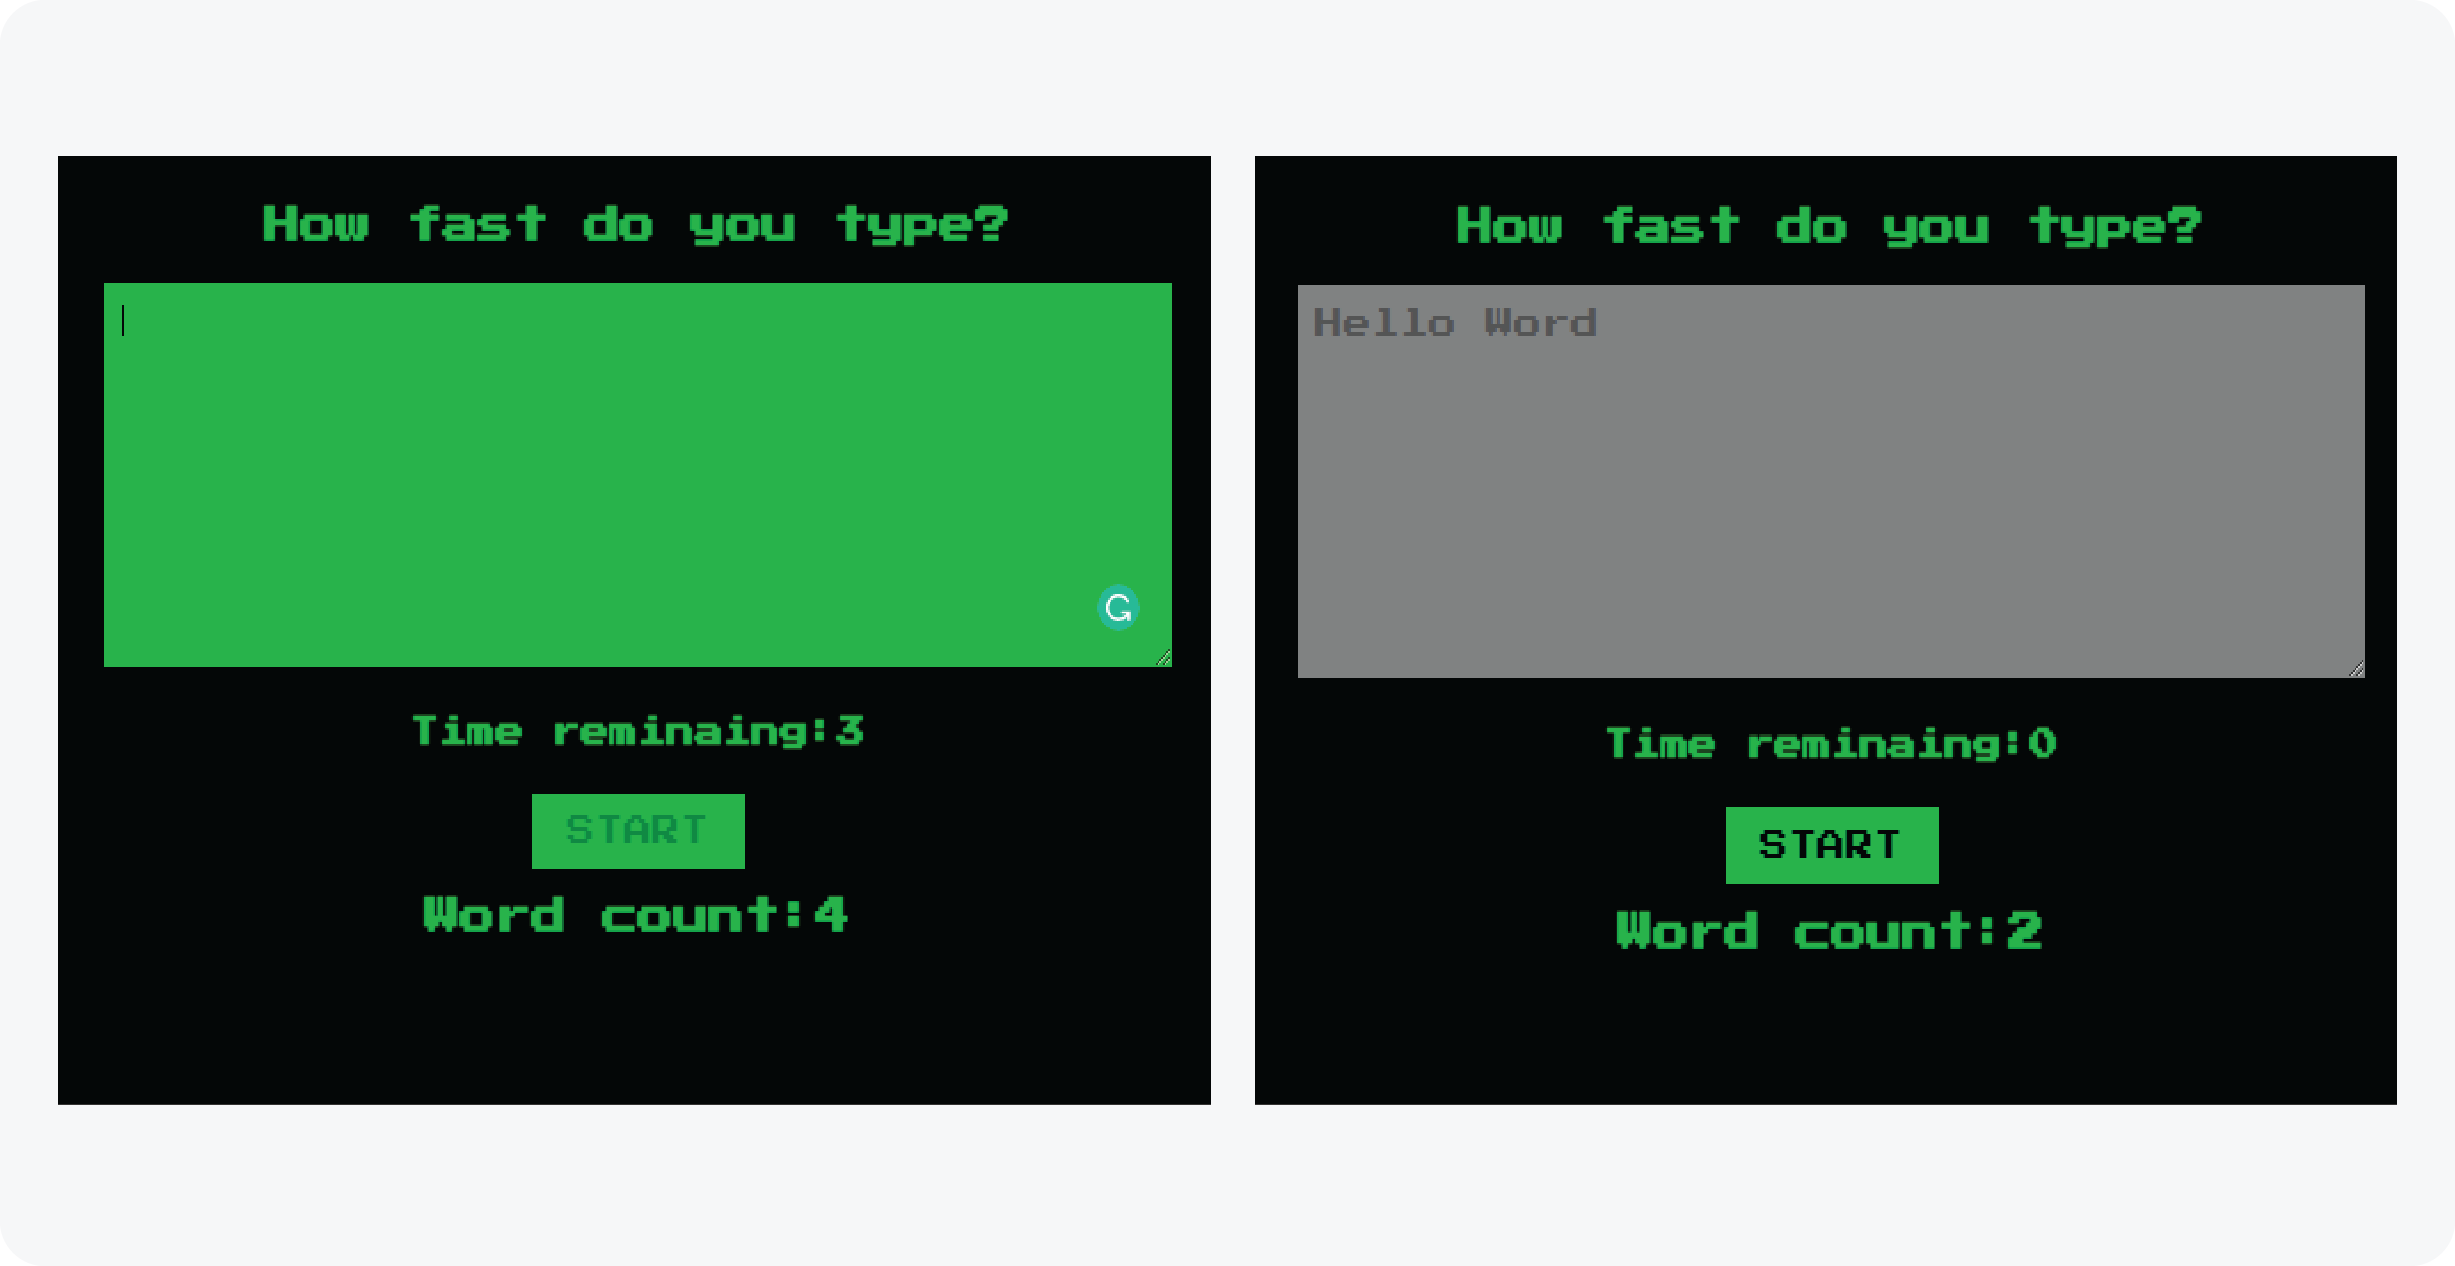 How fast do you type?
G
Time reminaing:3
START
Word count:4
How fast do you type?
Hello Word
Time reminaing:0
START
Word count:2